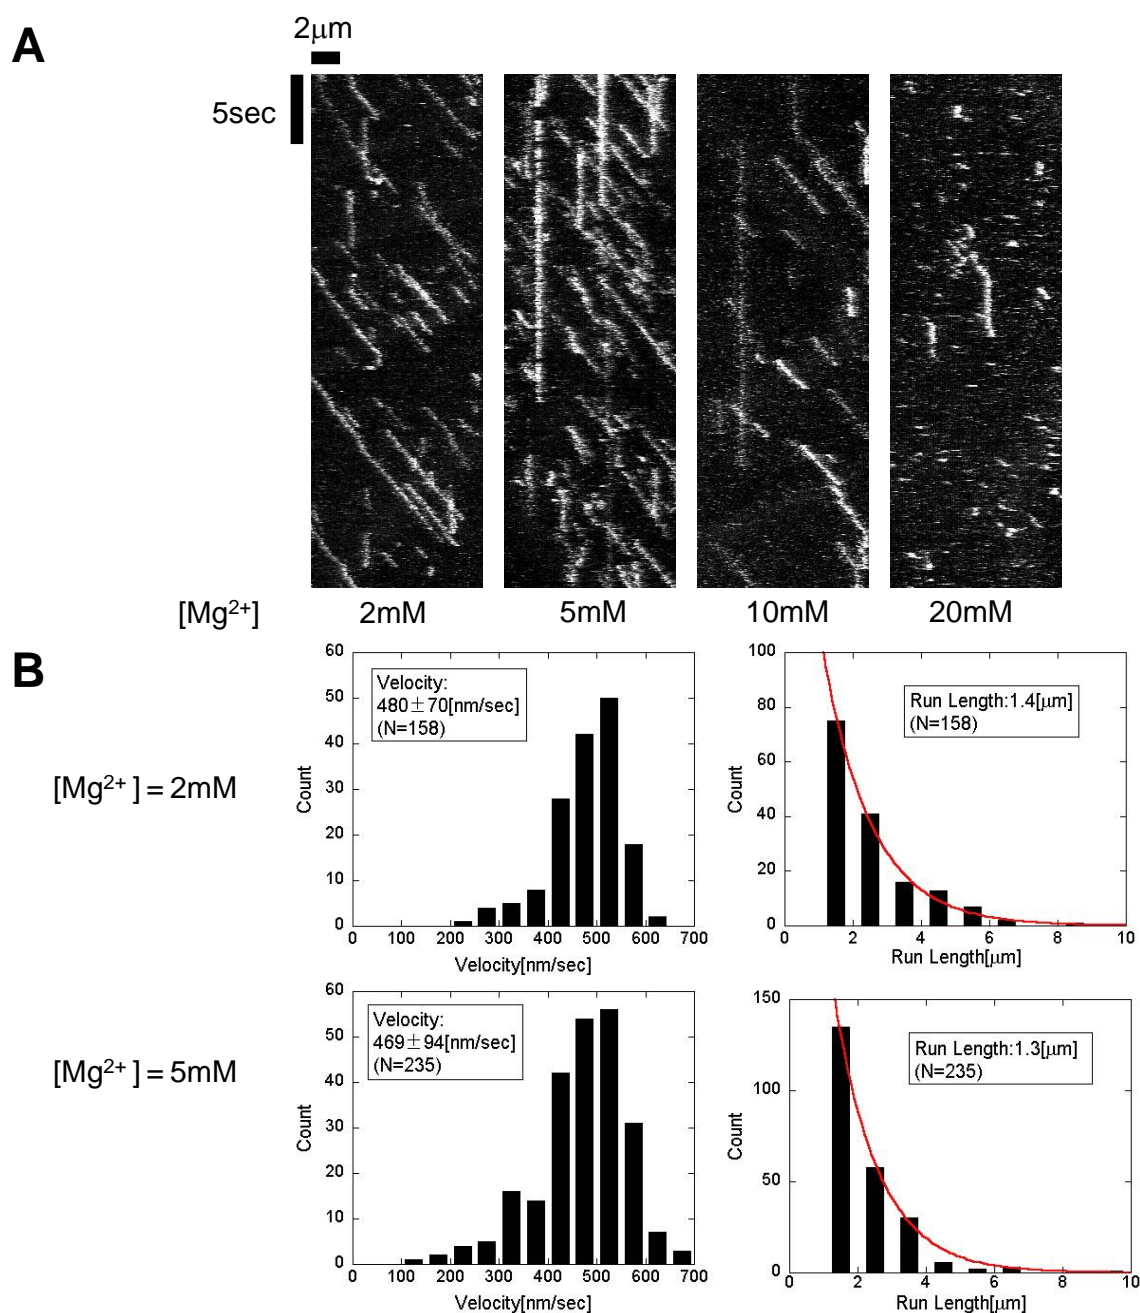 A
2μm
5sec
[Mg2+]
2mM
5mM
10mM
20mM
B
[Mg2+ ] = 2mM
60
50
40
30
20
10
0
Count
Velocity:
480±70[nm/sec]
(N=158)
0 100 200 300 400 500 600 700
Velocity[nm/sec]
100
80
60
40
20
0
Count
Run Length:1.4[μm]
(N=158)
0 2 4 6 8 10
Run Length[μm]
[Mg2+ ] = 5mM
60
50
40
30
20
10
0
Count
Velocity:
469±94[nm/sec]
(N=235)
0 100 200 300 400 500 600 700
Velocity[nm/sec]
150
100
50
0
Count
Run Length:1.3[μm]
(N=235)
0 2 4 6 8 10
Run Length[μm]